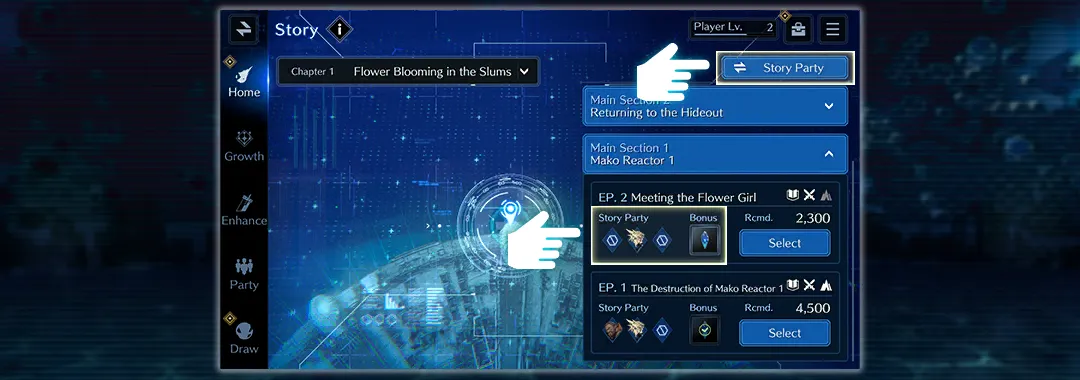 Story
Player Lv. 2
Chapter 1 Flower Blooming in the Slums
Story Party
Home
Growth
Enhance
Party
Draw
Main Section 2
Returning to the Hideout
Main Section 1
Mako Reactor 1
EP. 2 Meeting the Flower Girl
Story Party Bonus Rcmd. 2,300
Select
EP. 1 The Destruction of Mako Reactor 1
Story Party Bonus Rcmd. 4,500
Select